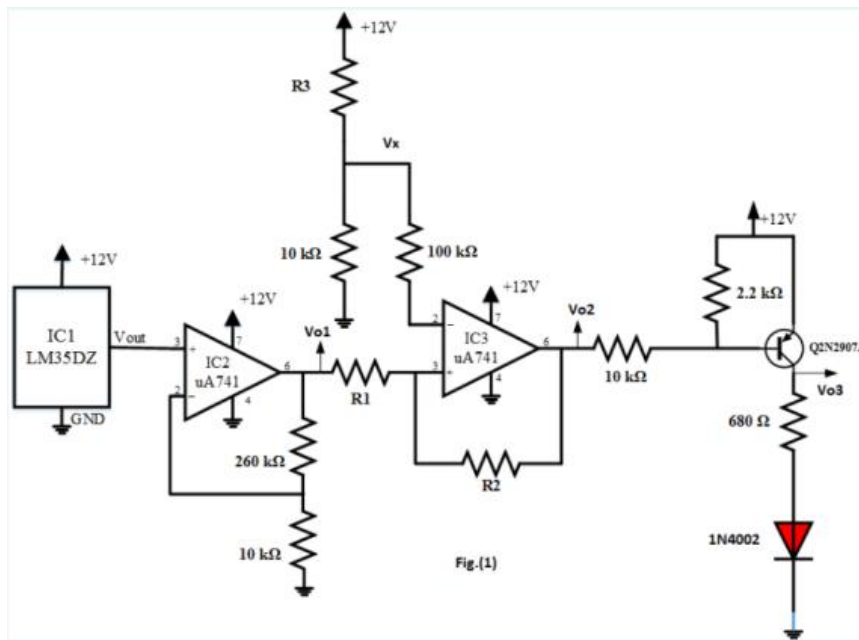 +12V
R3
Vx
+12V
10 kΩ
100 kΩ
+12V
2.2 kΩ
+12V
IC1
LM35DZ
Vout
GND
+12V
3
+
2
−
IC2
uA741
7
6
4
Vo1
R1
2
−
3
+
IC3
uA741
7
6
4
Vo2
10 kΩ
Q2N2907A
Vo3
680 Ω
260 kΩ
R2
10 kΩ
1N4002
Fig.(1)